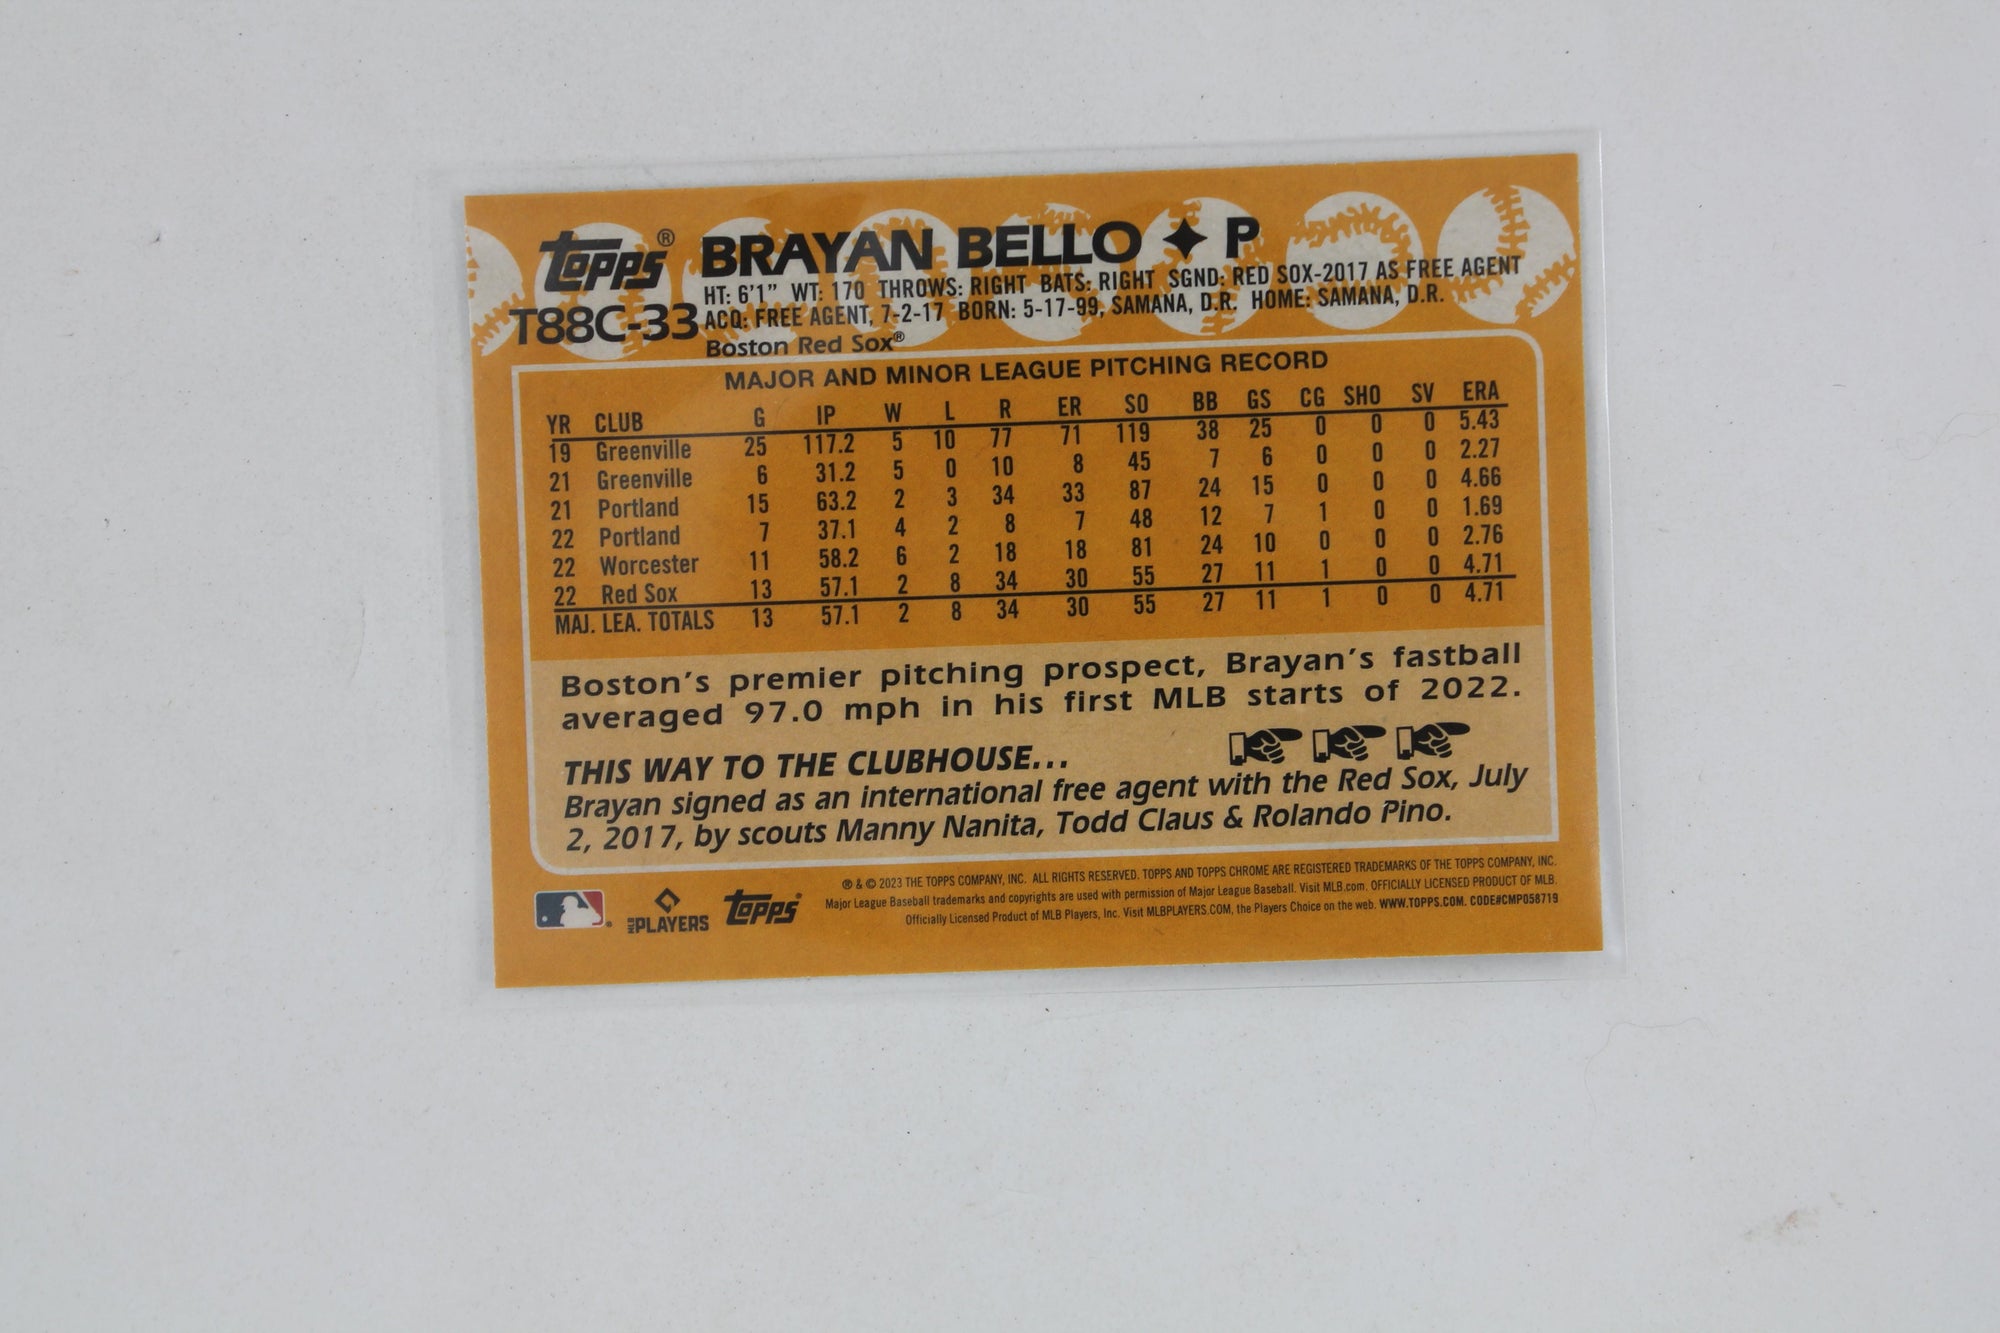 Topps® BRAYAN BELLO ✦ P
HT: 6'1" WT: 170 THROWS: RIGHT BATS: RIGHT SGND: RED SOX-2017 AS FREE AGENT
T88C-33 ACQ: FREE AGENT, 7-2-17 BORN: 5-17-99, SAMANA, D.R. HOME: SAMANA, D.R.
Boston Red Sox®
MAJOR AND MINOR LEAGUE PITCHING RECORD
YR CLUB G IP W L R ER SO BB GS CG SHO SV ERA
19 Greenville 25 117.2 5 10 77 71 119 38 25 0 0 0 5.43
21 Greenville 6 31.2 5 0 10 8 45 7 6 0 0 0 2.27
21 Portland 15 63.2 2 3 34 33 87 24 15 0 0 0 4.66
22 Portland 7 37.1 4 2 8 7 48 12 7 1 0 0 1.69
22 Worcester 11 58.2 6 2 18 18 81 24 10 0 0 0 2.76
22 Red Sox 13 57.1 2 8 34 30 55 27 11 1 0 0 4.71
MAJ. LEA. TOTALS 13 57.1 2 8 34 30 55 27 11 1 0 0 4.71
Boston's premier pitching prospect, Brayan's fastball
averaged 97.0 mph in his first MLB starts of 2022.
THIS WAY TO THE CLUBHOUSE...
Brayan signed as an international free agent with the Red Sox, July
2, 2017, by scouts Manny Nanita, Todd Claus & Rolando Pino.
® & © 2023 THE TOPPS COMPANY, INC. ALL RIGHTS RESERVED. TOPPS AND TOPPS CHROME ARE REGISTERED TRADEMARKS OF THE TOPPS COMPANY, INC.
Major League Baseball trademarks and copyrights are used with permission of Major League Baseball. Visit MLB.com. OFFICIALLY LICENSED PRODUCT OF MLB.
Officially Licensed Product of MLB Players, Inc. Visit MLBPLAYERS.COM, the Players Choice on the web. WWW.TOPPS.COM. CODE#CMP058719
MLB PLAYERS Topps®